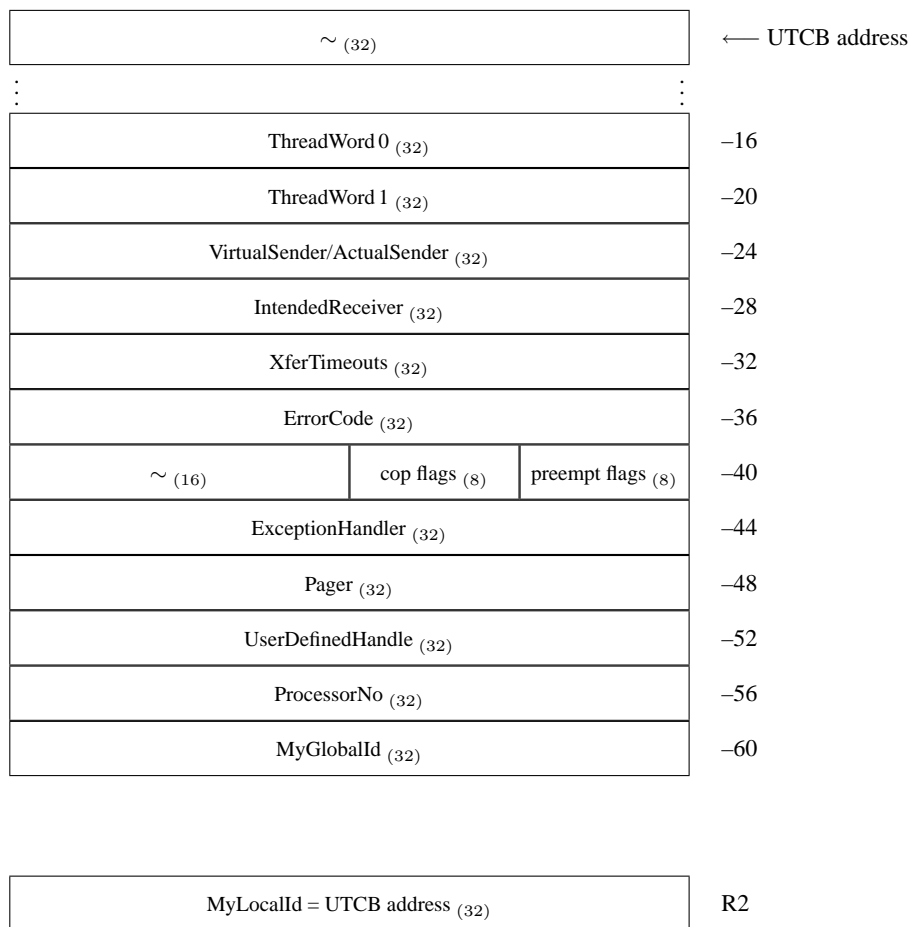 ~ (32) ←— UTCB address
⋮ ⋮
ThreadWord 0 (32) –16
ThreadWord 1 (32) –20
VirtualSender/ActualSender (32) –24
IntendedReceiver (32) –28
XferTimeouts (32) –32
ErrorCode (32) –36
~ (16) cop flags (8) preempt flags (8) –40
ExceptionHandler (32) –44
Pager (32) –48
UserDefinedHandle (32) –52
ProcessorNo (32) –56
MyGlobalId (32) –60
MyLocalId = UTCB address (32) R2